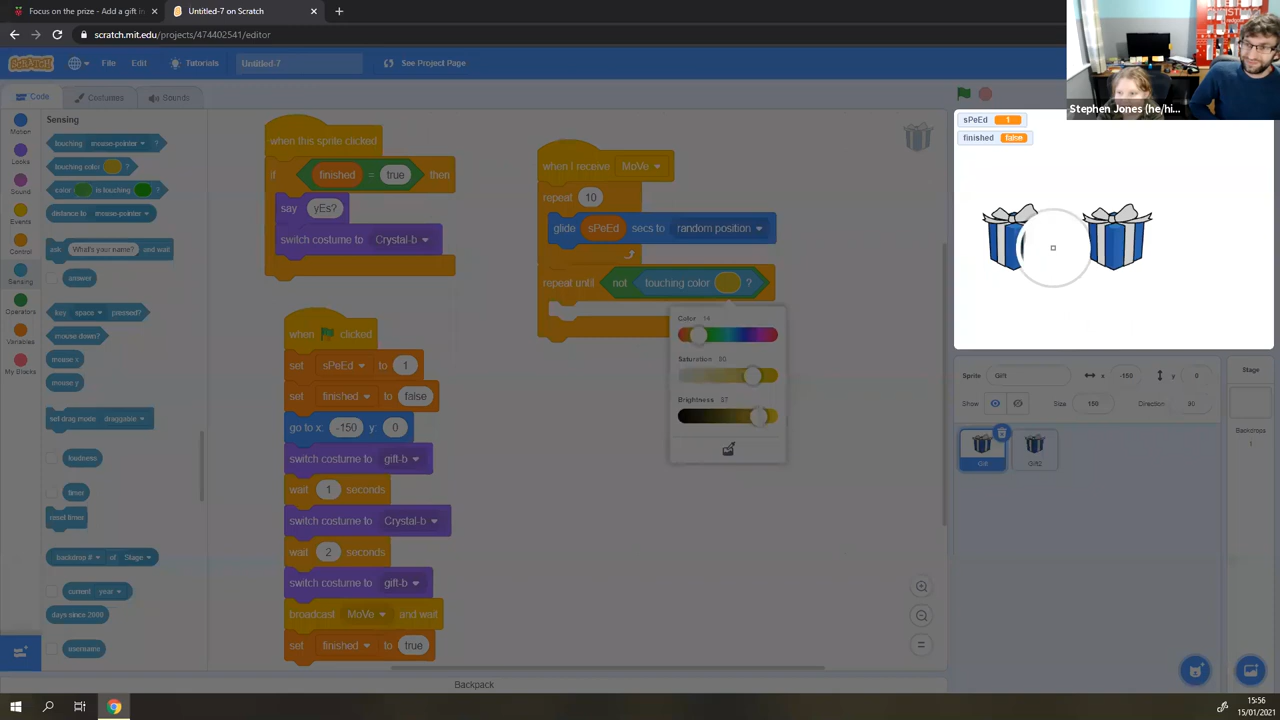 Focus on the prize - Add a gift in
Untitled-7 on Scratch
scratch.mit.edu/projects/474402541/editor
CHRISTMAS
SCRATCH
File
Edit
Tutorials
Untitled-7
See Project Page
Stephen Jones (he/hi...
Code
Costumes
Sounds
Motion
Looks
Sound
Events
Control
Sensing
Operators
Variables
My Blocks
Sensing
touching mouse-pointer ?
touching color ?
color is touching ?
distance to mouse-pointer
ask What's your name? and wait
answer
key space pressed?
mouse down?
mouse x
mouse y
set drag mode draggable
loudness
timer
reset timer
backdrop # of Stage
current year
days since 2000
username
when this sprite clicked
if finished = true then
say yEs?
switch costume to Crystal-b
when clicked
set sPeEd to 1
set finished to false
go to x: -150 y: 0
switch costume to gift-b
wait 1 seconds
switch costume to Crystal-b
wait 2 seconds
switch costume to gift-b
broadcast MoVe and wait
set finished to true
when I receive MoVe
repeat 10
glide sPeEd secs to random position
repeat until not touching color ?
Color 14
Saturation
Brightness
sPeEd 1
finished false
Sprite Gift x -150 y 0
Show Size 100 Direction 90
Gift
Gift2
Stage
Backdrops
1
Backpack
15:56
15/01/2021